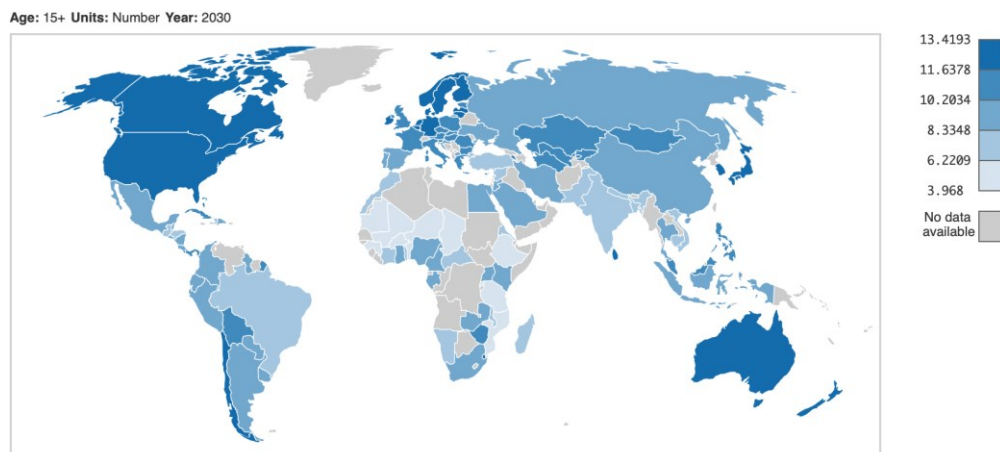 Age: 15+ Units: Number Year: 2030
13.4193
11.6378
10.2034
8.3348
6.2209
3.968
No data
available